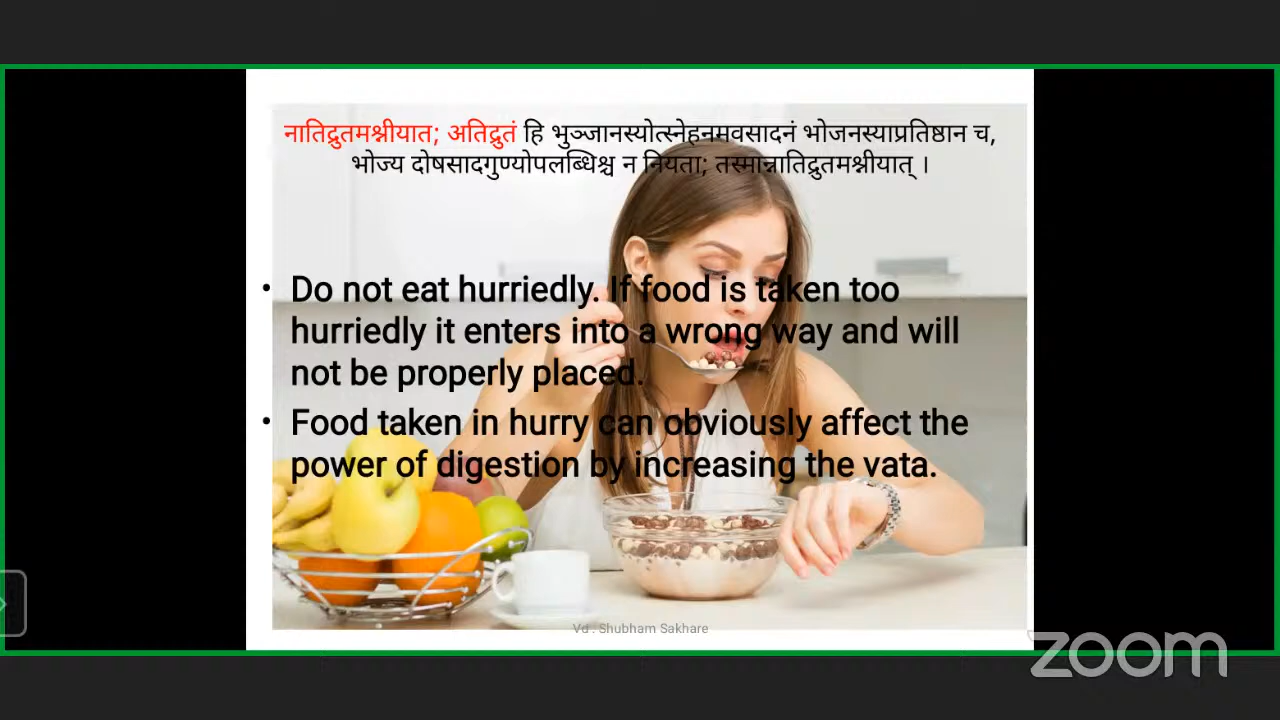 नातिद्रुतमश्नीयात; अतिद्रुतं हि भुञ्जानस्योत्स्नेहनमवसादनं भोजनस्याप्रतिष्ठान च,
भोज्य दोषसादगुण्योपलब्धिश्च न नियता; तस्मान्नातिद्रुतमश्नीयात् ।
• Do not eat hurriedly. If food is taken too
hurriedly it enters into a wrong way and will
not be properly placed.
• Food taken in hurry can obviously affect the
power of digestion by increasing the vata.
Vd . Shubham Sakhare
zoom